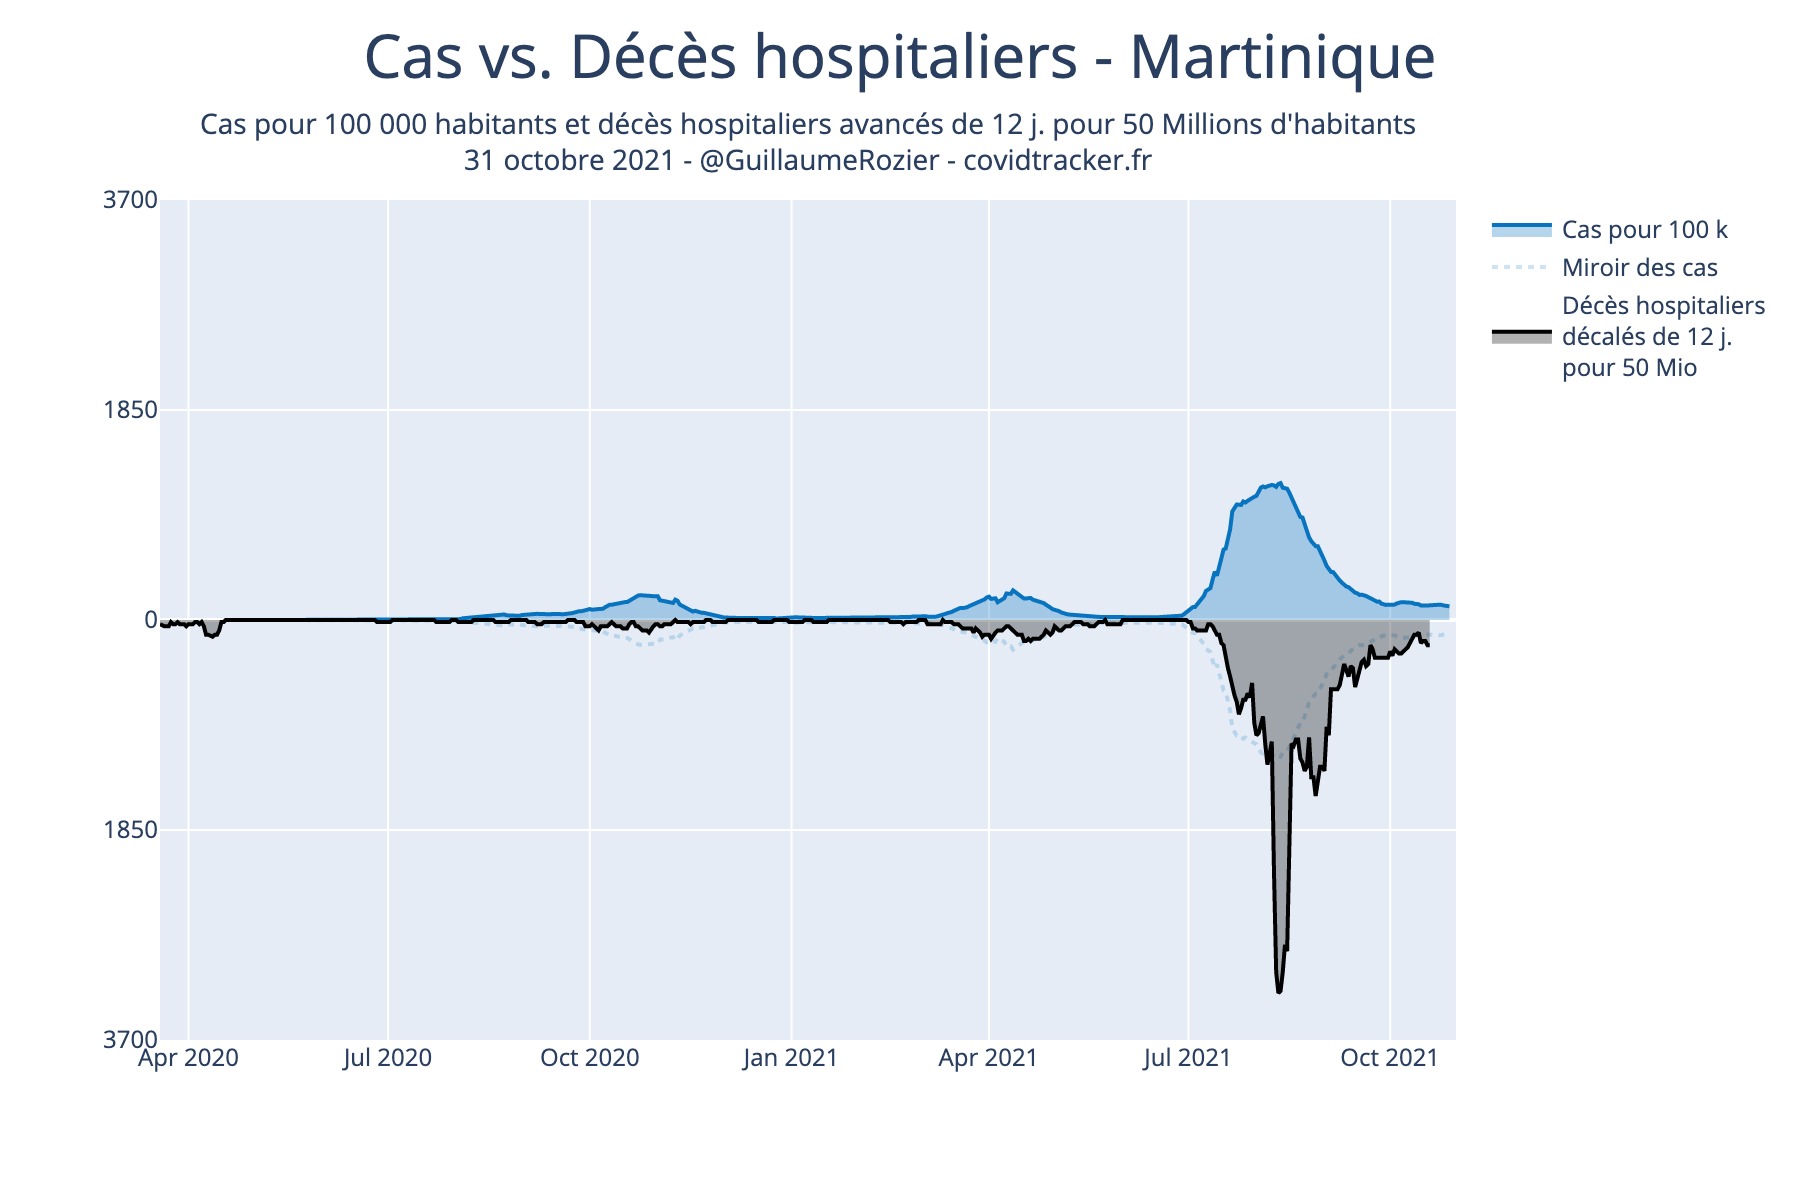 Cas vs. Décès hospitaliers - Martinique
Cas pour 100 000 habitants et décès hospitaliers avancés de 12 j. pour 50 Millions d'habitants
31 octobre 2021 - @GuillaumeRozier - covidtracker.fr
3700
1850
0
1850
3700
Apr 2020
Jul 2020
Oct 2020
Jan 2021
Apr 2021
Jul 2021
Oct 2021
Cas pour 100 k
Miroir des cas
Décès hospitaliers
décalés de 12 j.
pour 50 Mio